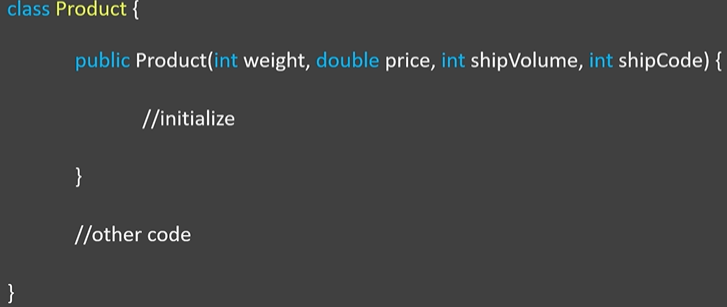 class Product {
public Product(int weight, double price, int shipVolume, int shipCode) {
//initialize
}
//other code
}